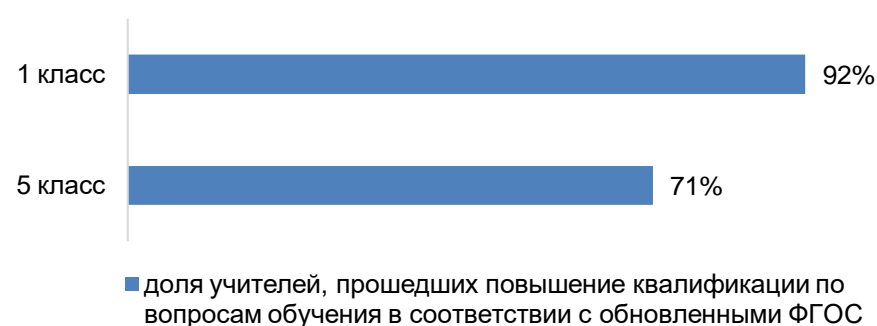 1 класс
92%
5 класс
71%
доля учителей, прошедших повышение квалификации по
вопросам обучения в соответствии с обновленными ФГОС